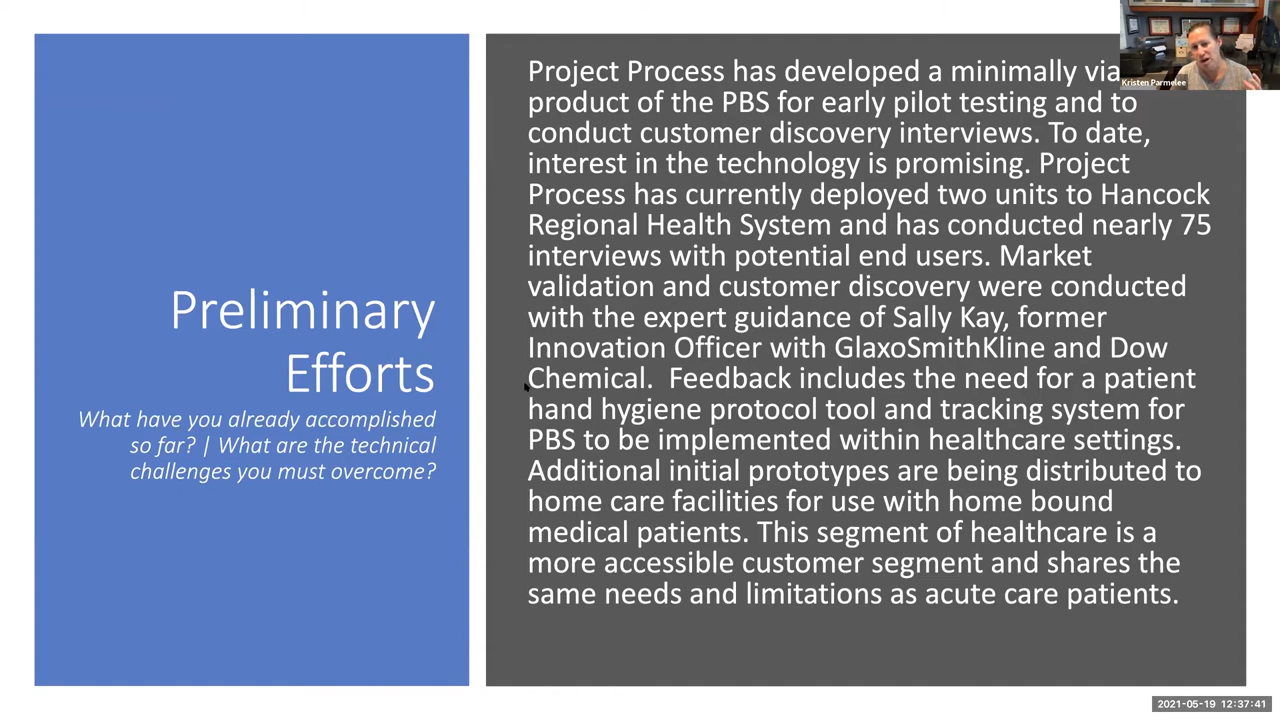 Preliminary
Efforts
What have you already accomplished
so far? | What are the technical
challenges you must overcome?
Project Process has developed a minimally
product of the PBS for early pilot testing and to
conduct customer discovery interviews. To date,
interest in the technology is promising. Project
Process has currently deployed two units to Hancock
Regional Health System and has conducted nearly 75
interviews with potential end users. Market
validation and customer discovery were conducted
with the expert guidance of Sally Kay, former
Innovation Officer with GlaxoSmithKline and Dow
Chemical.  Feedback includes the need for a patient
hand hygiene protocol tool and tracking system for
PBS to be implemented within healthcare settings.
Additional initial prototypes are being distributed to
home care facilities for use with home bound
medical patients. This segment of healthcare is a
more accessible customer segment and shares the
same needs and limitations as acute care patients.
Kristen Parmelee
2021-05-19 12:37:41